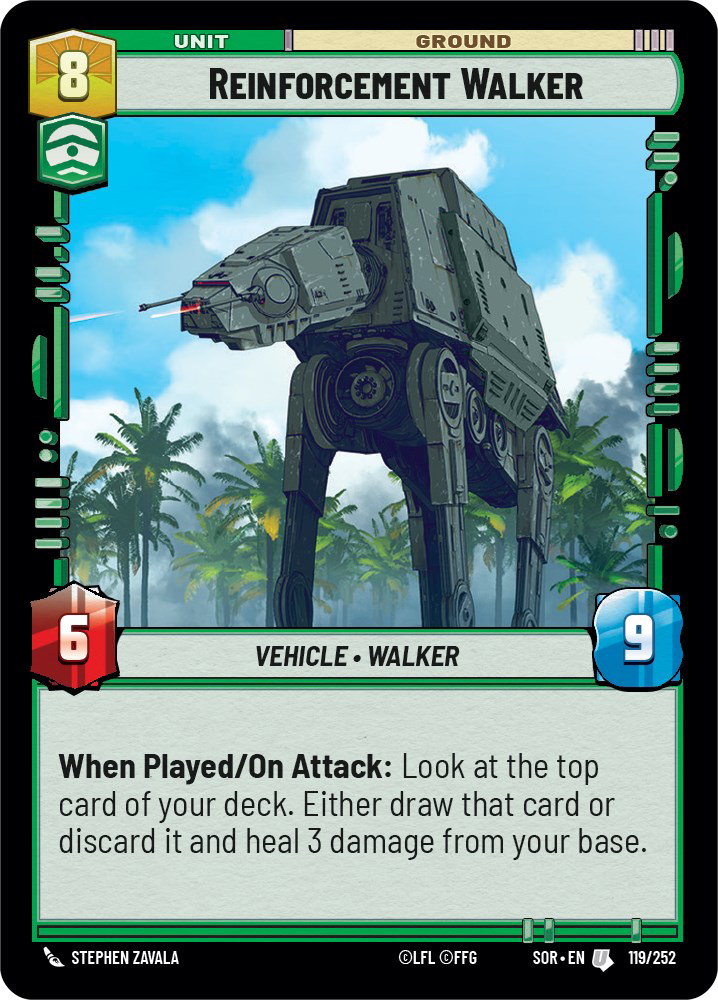 UNIT
GROUND
8
REINFORCEMENT WALKER
6
VEHICLE • WALKER
9
When Played/On Attack: Look at the top
card of your deck. Either draw that card or
discard it and heal 3 damage from your base.
STEPHEN ZAVALA
©LFL ©FFG
SOR • EN
U
119/252